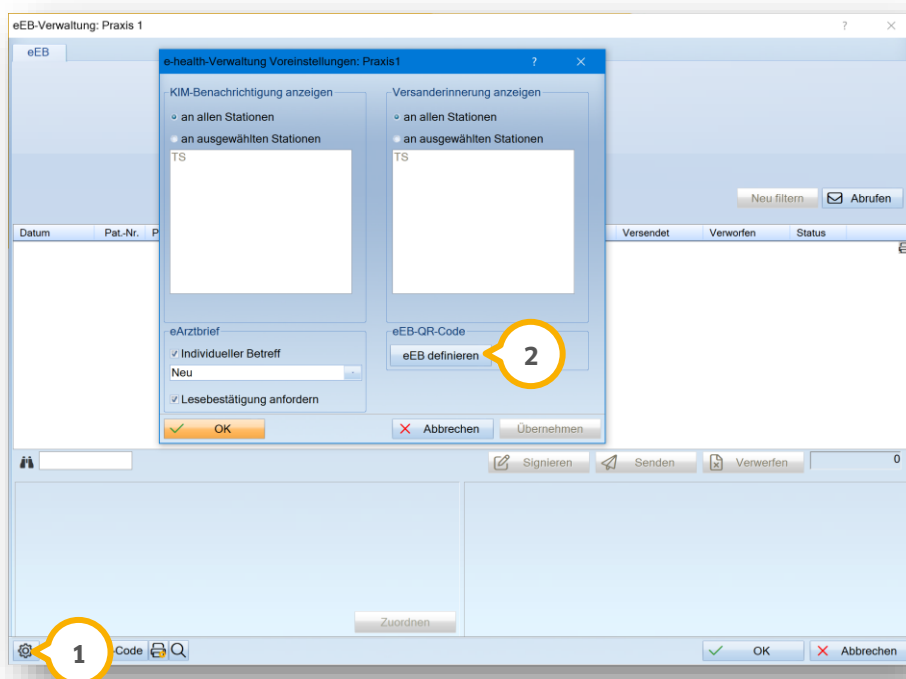 eEB-Verwaltung: Praxis 1
eEB
e-health-Verwaltung Voreinstellungen: Praxis1
KIM-Benachrichtigung anzeigen
an allen Stationen
an ausgewählten Stationen
TS
Versanderinnerung anzeigen
an allen Stationen
an ausgewählten Stationen
TS
Neu filtern
Abrufen
Datum Pat.-Nr. P Versendet Verworfen Status
eArztbrief
Individueller Betreff
Neu
Lesebestätigung anfordern
eEB-QR-Code
eEB definieren
2
OK
Abbrechen
Übernehmen
Signieren
Senden
Verwerfen
0
Zuordnen
1
-Code
OK
Abbrechen